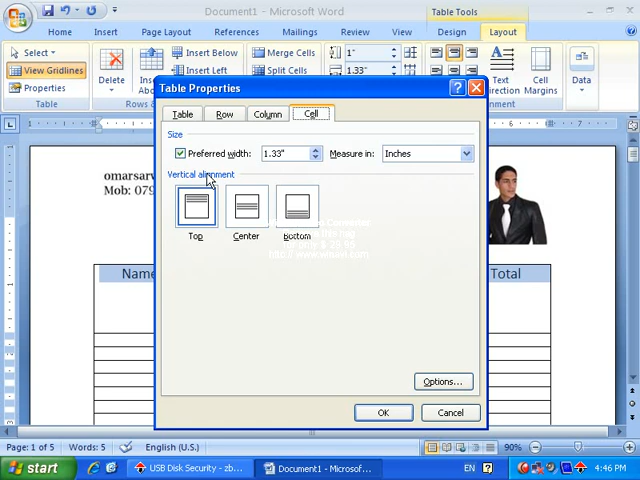 Document1 - Microsoft Word
Table Tools
Home Insert Page Layout References Mailings Review View Design Layout
Select
View Gridlines
Properties
Table
Delete
Insert Below
Insert Left
Rows &
Merge Cells
Split Cells
1"
1.33"
Text Direction
Cell Margins
Data
Table Properties
Table Row Column Cell
Size
Preferred width: 1.33" Measure in: Inches
Vertical alignment
Top Center Bottom
Options...
OK Cancel
omarsarw
Mob: 079
Name
Total
Page: 1 of 5 Words: 5 English (U.S.) 90%
start USB Disk Security - zb... Document1 - Microsof... EN 4:46 PM